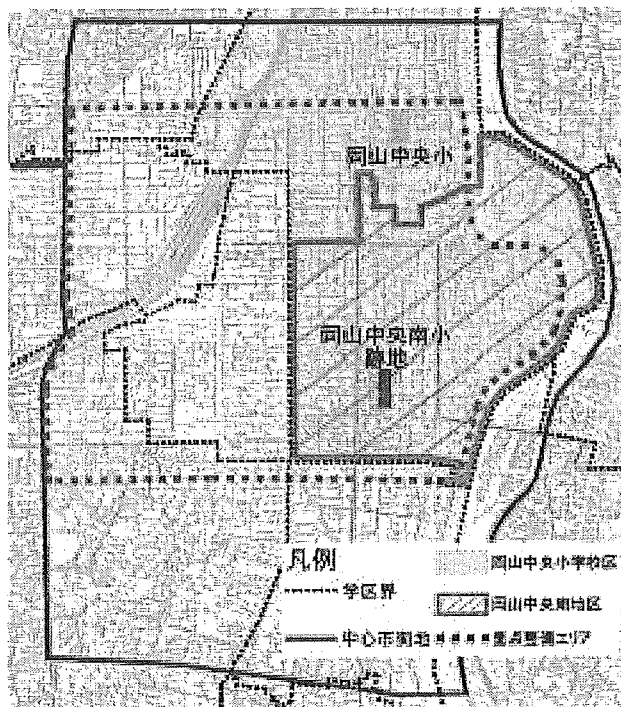 岡山中央小
岡山中央南小
跡地
凡例
岡山中央小学校区
学区界
岡山中央南地区
中心市街地
重点整備エリア